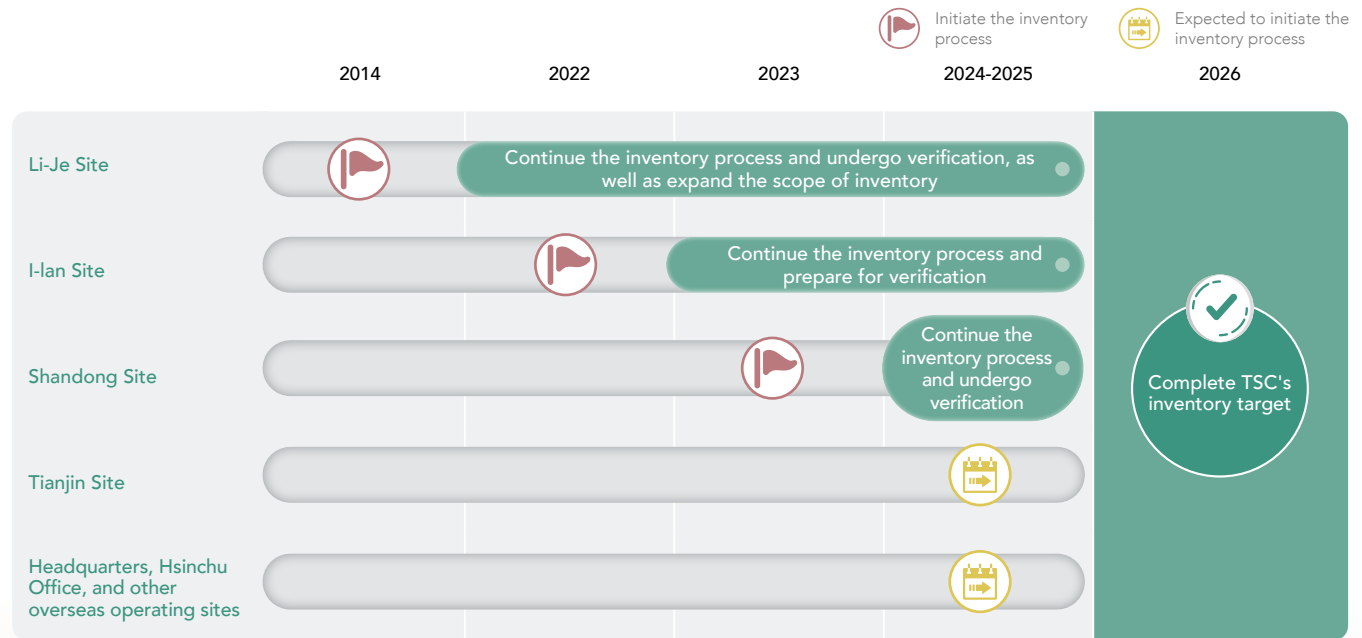 Initiate the inventory
process
Expected to initiate the
inventory process
2014
2022
2023
2024-2025
2026
Li-Je Site
Continue the inventory process and undergo verification, as
well as expand the scope of inventory
I-lan Site
Continue the inventory process and
prepare for verification
Shandong Site
Continue the
inventory process
and undergo
verification
Complete TSC's
inventory target
Tianjin Site
Headquarters, Hsinchu
Office, and other
overseas operating sites